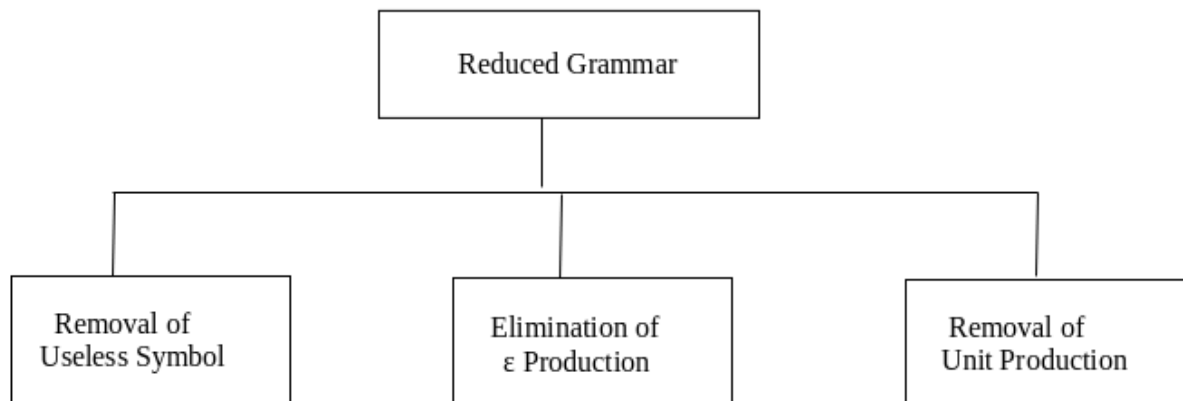 Reduced Grammar
Removal of
Useless Symbol
Elimination of
ε Production
Removal of
Unit Production